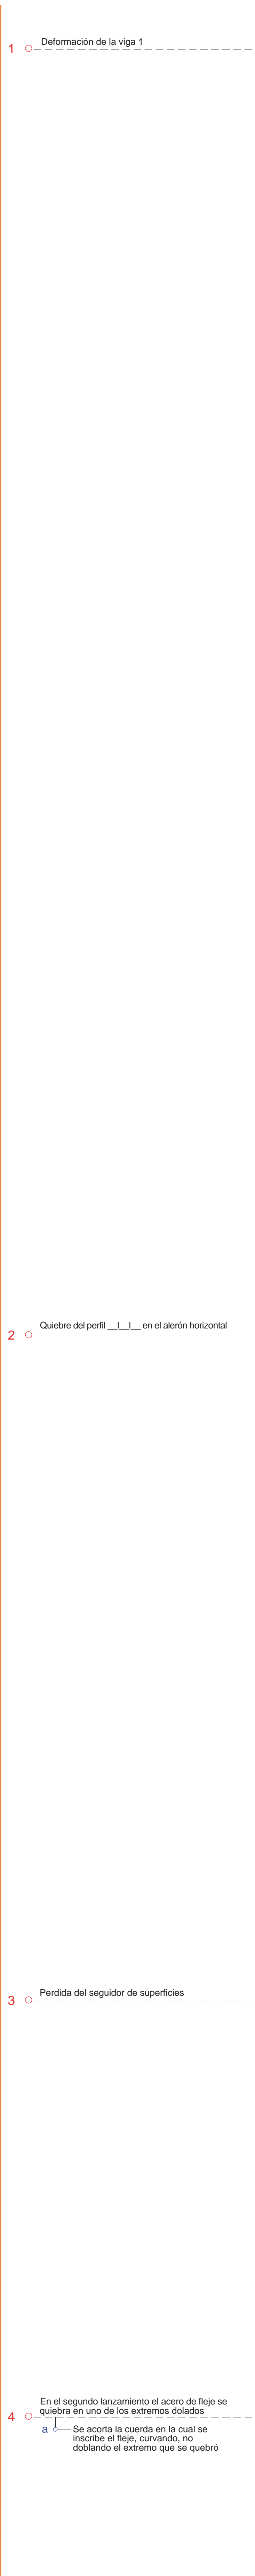 Deformación de la viga 1
1
Quiebre del perfil __I__I__ en el alerón horizontal
2
Perdida del seguidor de superficies
3
En el segundo lanzamiento el acero de fleje se
quiebra en uno de los extremos dolados
4
a
Se acorta la cuerda en la cual se
inscribe el fleje, curvando, no
doblando el extremo que se quebró